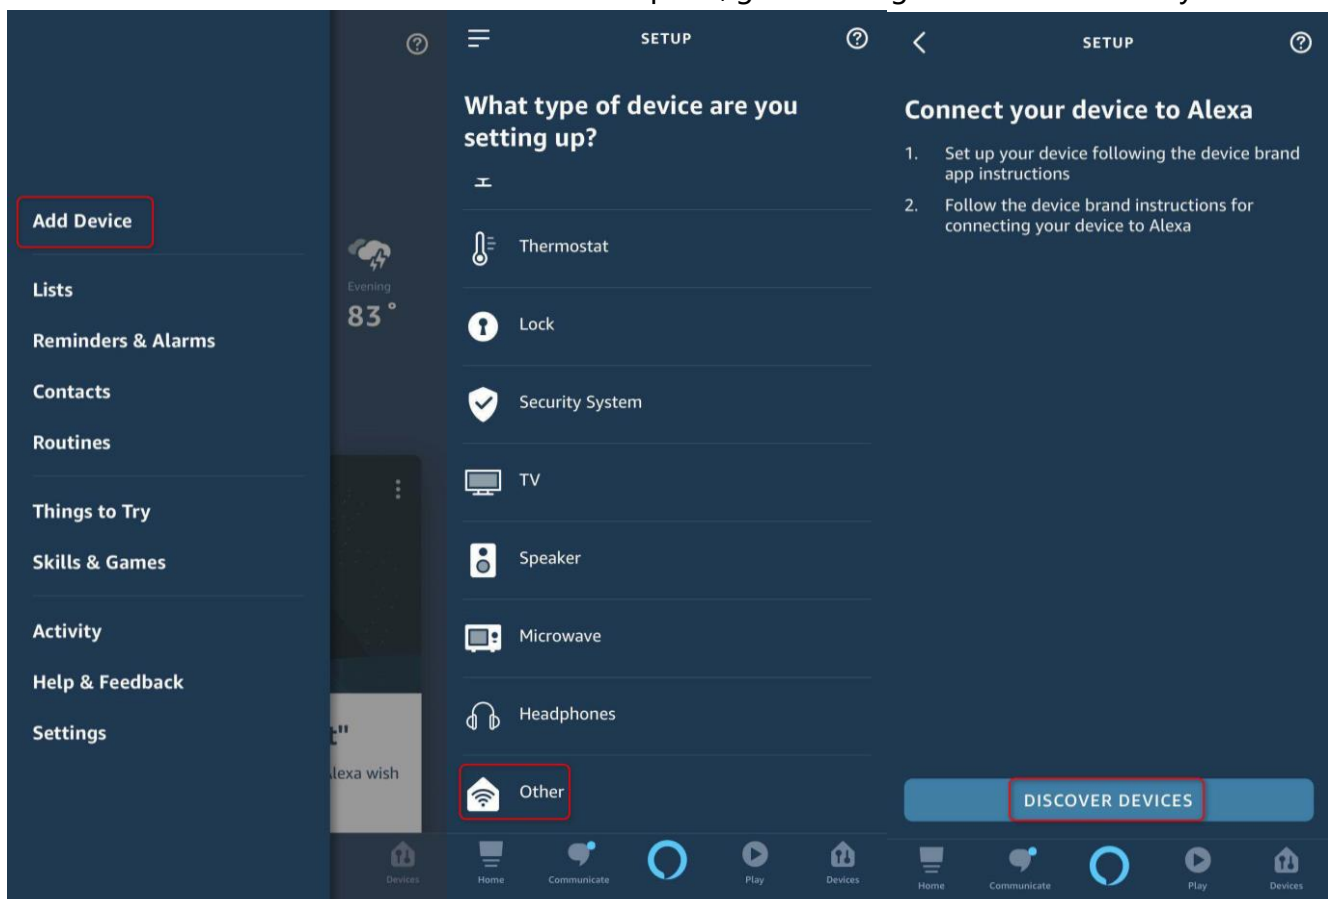 Add Device
Lists
Reminders & Alarms
Contacts
Routines
Things to Try
Skills & Games
Activity
Help & Feedback
Settings
Evening
83°
"
lexa wish
Devices
SETUP
What type of device are you
setting up?
Thermostat
Lock
Security System
TV
Speaker
Microwave
Headphones
Other
Home
Communicate
Play
Devices
SETUP
Connect your device to Alexa
1. Set up your device following the device brand
app instructions
2. Follow the device brand instructions for
connecting your device to Alexa
DISCOVER DEVICES
Home
Communicate
Play
Devices